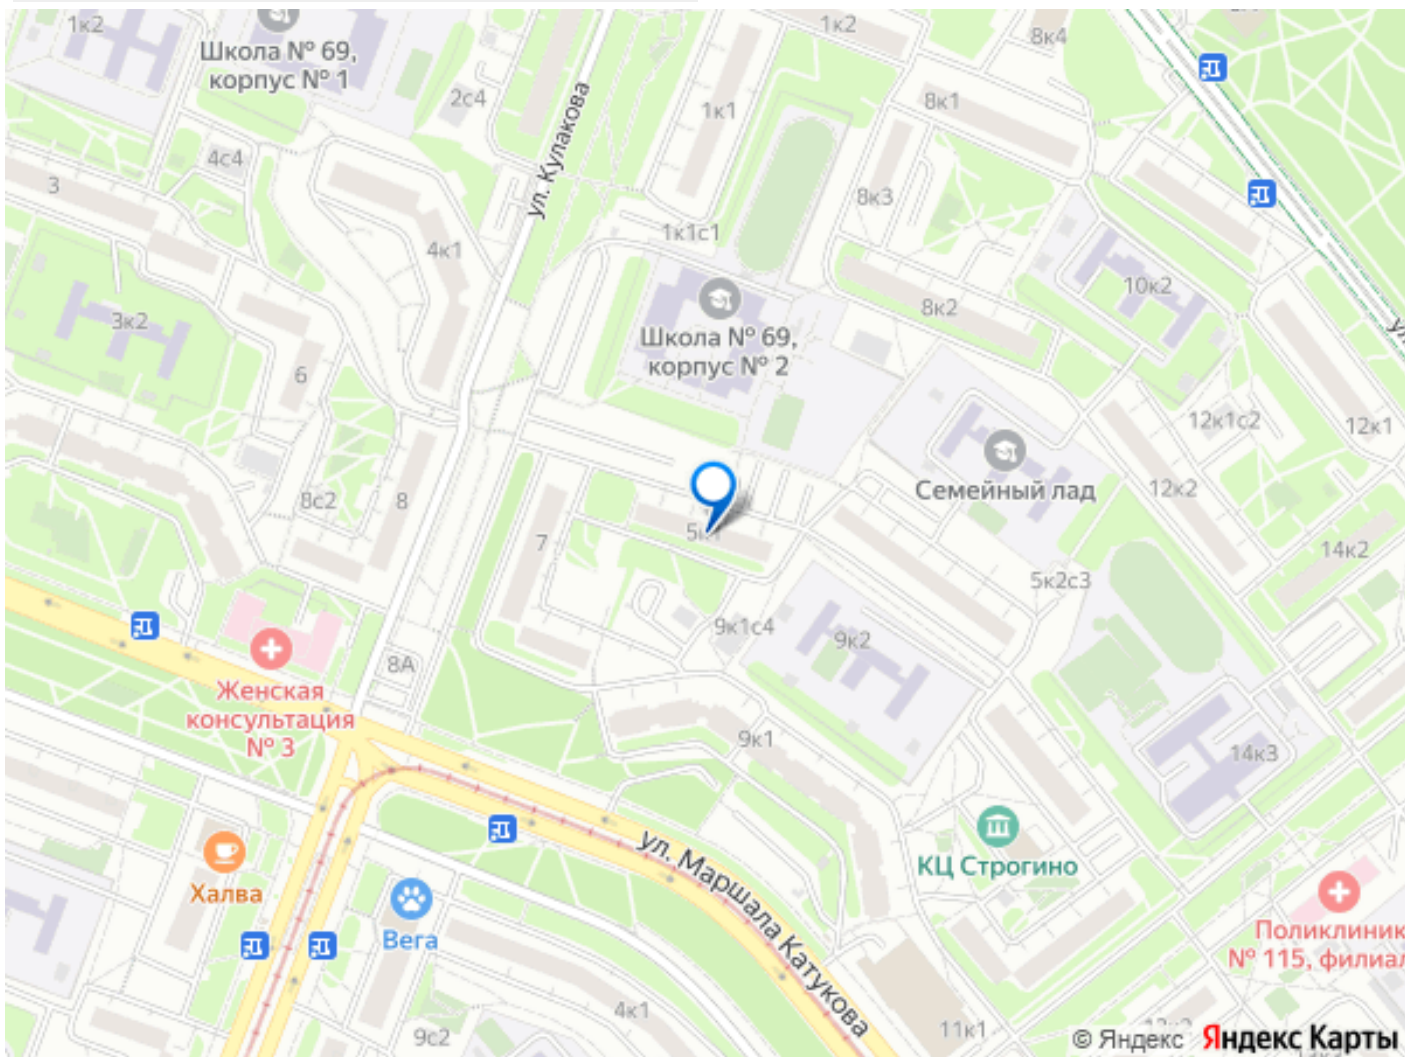 1к2
Школа № 69,
корпус № 1
2с4
ул. Кулакова
1к2
8к4
1к1
8к1
4с4
3
8к3
4к1
1к1с1
10к2
3к2
8к2
Школа № 69,
корпус № 2
6
12к1с2
12к1
8с2
8
Семейный лад
12к2
7
14к2
5к2с3
9к1с4
9к2
8А
Женская
консультация
№ 3
9к1
14к3
ул. Маршала Катукова
КЦ Строгино
Халва
Вега
Поликлиник
№ 115, филиал
4к1
9с2
11к1
© Яндекс Яндекс Карты